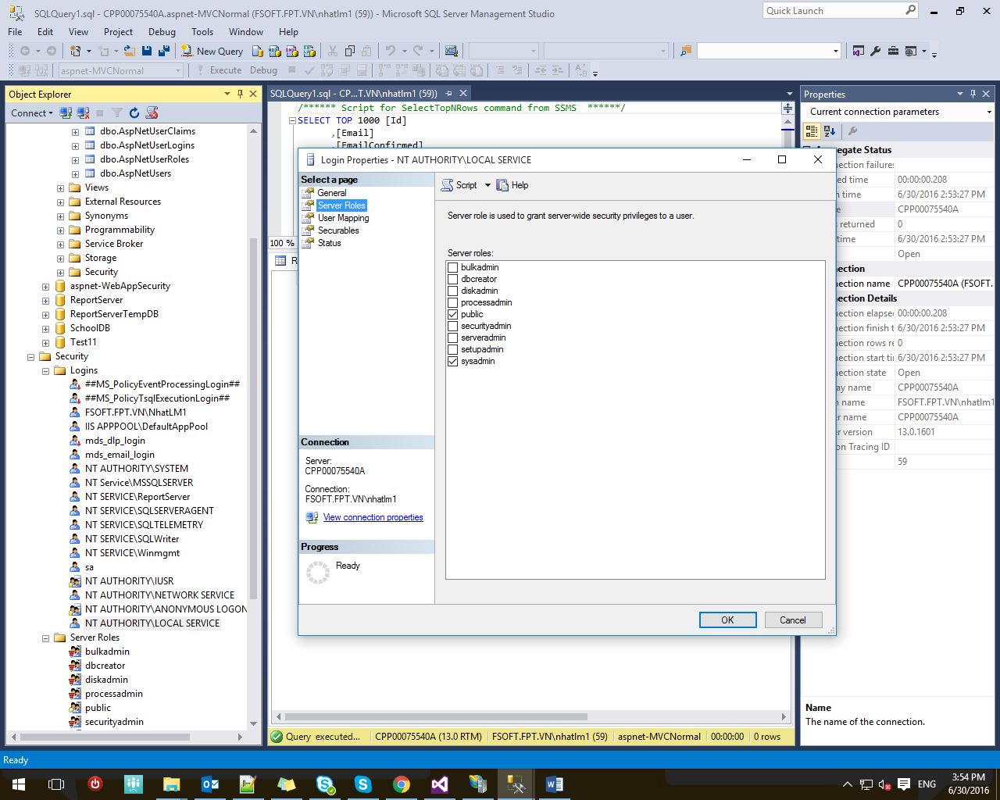 SQLQuery1.sql - CPP00075540A.aspnet-MVCNormal (FSOFT.FPT.VN\nhatlm1 (59)) - Microsoft SQL Server Management Studio
Quick Launch
File Edit View Project Debug Tools Window Help
New Query
aspnet-MVCNormal
Execute Debug
Object Explorer
Connect
dbo.AspNetUserClaims
dbo.AspNetUserLogins
dbo.AspNetUserRoles
dbo.AspNetUsers
Views
External Resources
Synonyms
Programmability
Service Broker
Storage
Security
aspnet-WebAppSecurity
ReportServer
ReportServerTempDB
SchoolDB
Test11
Security
Logins
##MS_PolicyEventProcessingLogin##
##MS_PolicyTsqlExecutionLogin##
FSOFT.FPT.VN\NhatLM1
IIS APPPOOL\DefaultAppPool
mds_dlp_login
mds_email_login
NT AUTHORITY\SYSTEM
NT Service\MSSQLSERVER
NT SERVICE\ReportServer
NT SERVICE\SQLSERVERAGENT
NT SERVICE\SQLTELEMETRY
NT SERVICE\SQLWriter
NT SERVICE\Winmgmt
sa
NT AUTHORITY\IUSR
NT AUTHORITY\NETWORK SERVICE
NT AUTHORITY\ANONYMOUS LOGON
NT AUTHORITY\LOCAL SERVICE
Server Roles
bulkadmin
dbcreator
diskadmin
processadmin
public
securityadmin
SQLQuery1.sql - CP...T.VN\nhatlm1 (59))
/****** Script for SelectTopNRows command from SSMS ******/
SELECT TOP 1000 [Id]
,[Email]
,[EmailConfirmed]
100 %
R
Login Properties - NT AUTHORITY\LOCAL SERVICE
Select a page
General
Server Roles
User Mapping
Securables
Status
Script Help
Server role is used to grant server-wide security privileges to a user.
Server roles:
bulkadmin
dbcreator
diskadmin
processadmin
public
securityadmin
serveradmin
setupadmin
sysadmin
Connection
Server:
CPP00075540A
Connection:
FSOFT.FPT.VN\nhatlm1
View connection properties
Progress
Ready
OK Cancel
Query executed...
CPP00075540A (13.0 RTM)
FSOFT.FPT.VN\nhatlm1 (59)
aspnet-MVCNormal
00:00:00
0 rows
Properties
Current connection parameters
gregate Status
nection failures
ed time 00:00:00.208
n time 6/30/2016 2:53:27 PM
e CPP00075540A
s returned 0
time 6/30/2016 2:53:27 PM
Open
nection
nection name CPP00075540A (FSOFT.
nection Details
nection elapse 00:00:00.208
nection finish t 6/30/2016 2:53:27 PM
nection rows re 0
nection start ti 6/30/2016 2:53:27 PM
nection state Open
ay name CPP00075540A
n name FSOFT.FPT.VN\nhatlm1
er name CPP00075540A
er version 13.0.1601
on Tracing ID
59
Name
The name of the connection.
Ready
ENG
3:54 PM
6/30/2016